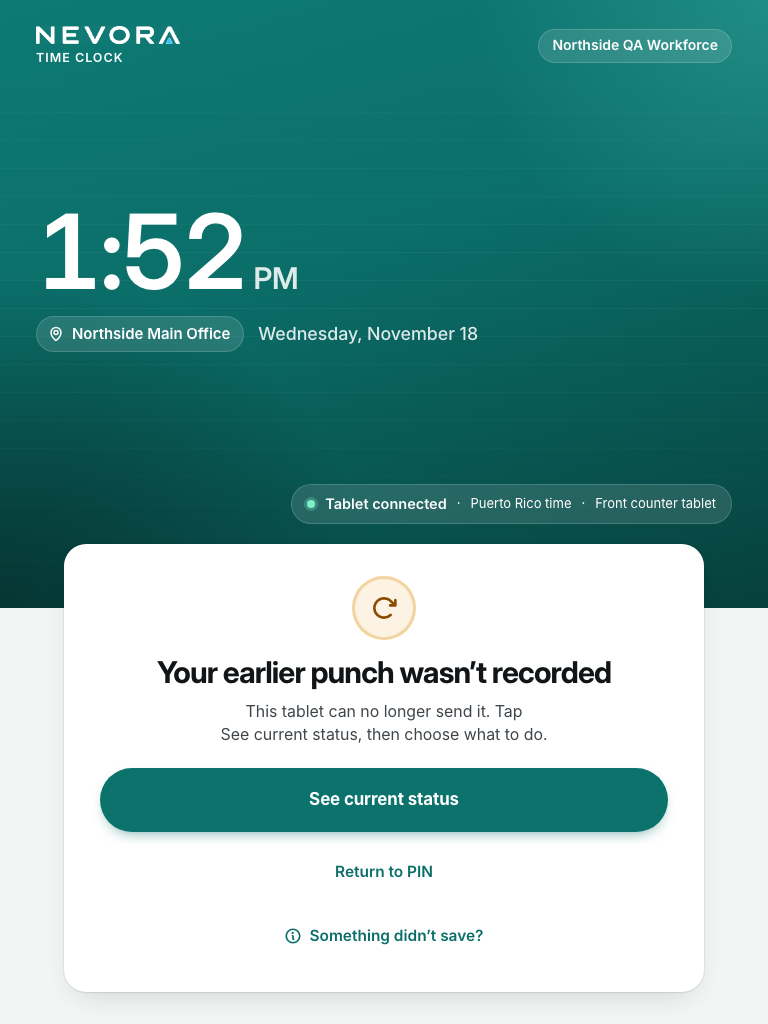 NEVORA
TIME CLOCK
Northside QA Workforce
1:52 PM
Northside Main Office
Wednesday, November 18
Tablet connected · Puerto Rico time · Front counter tablet
Your earlier punch wasn’t recorded
This tablet can no longer send it. Tap
See current status, then choose what to do.
See current status
Return to PIN
Something didn’t save?